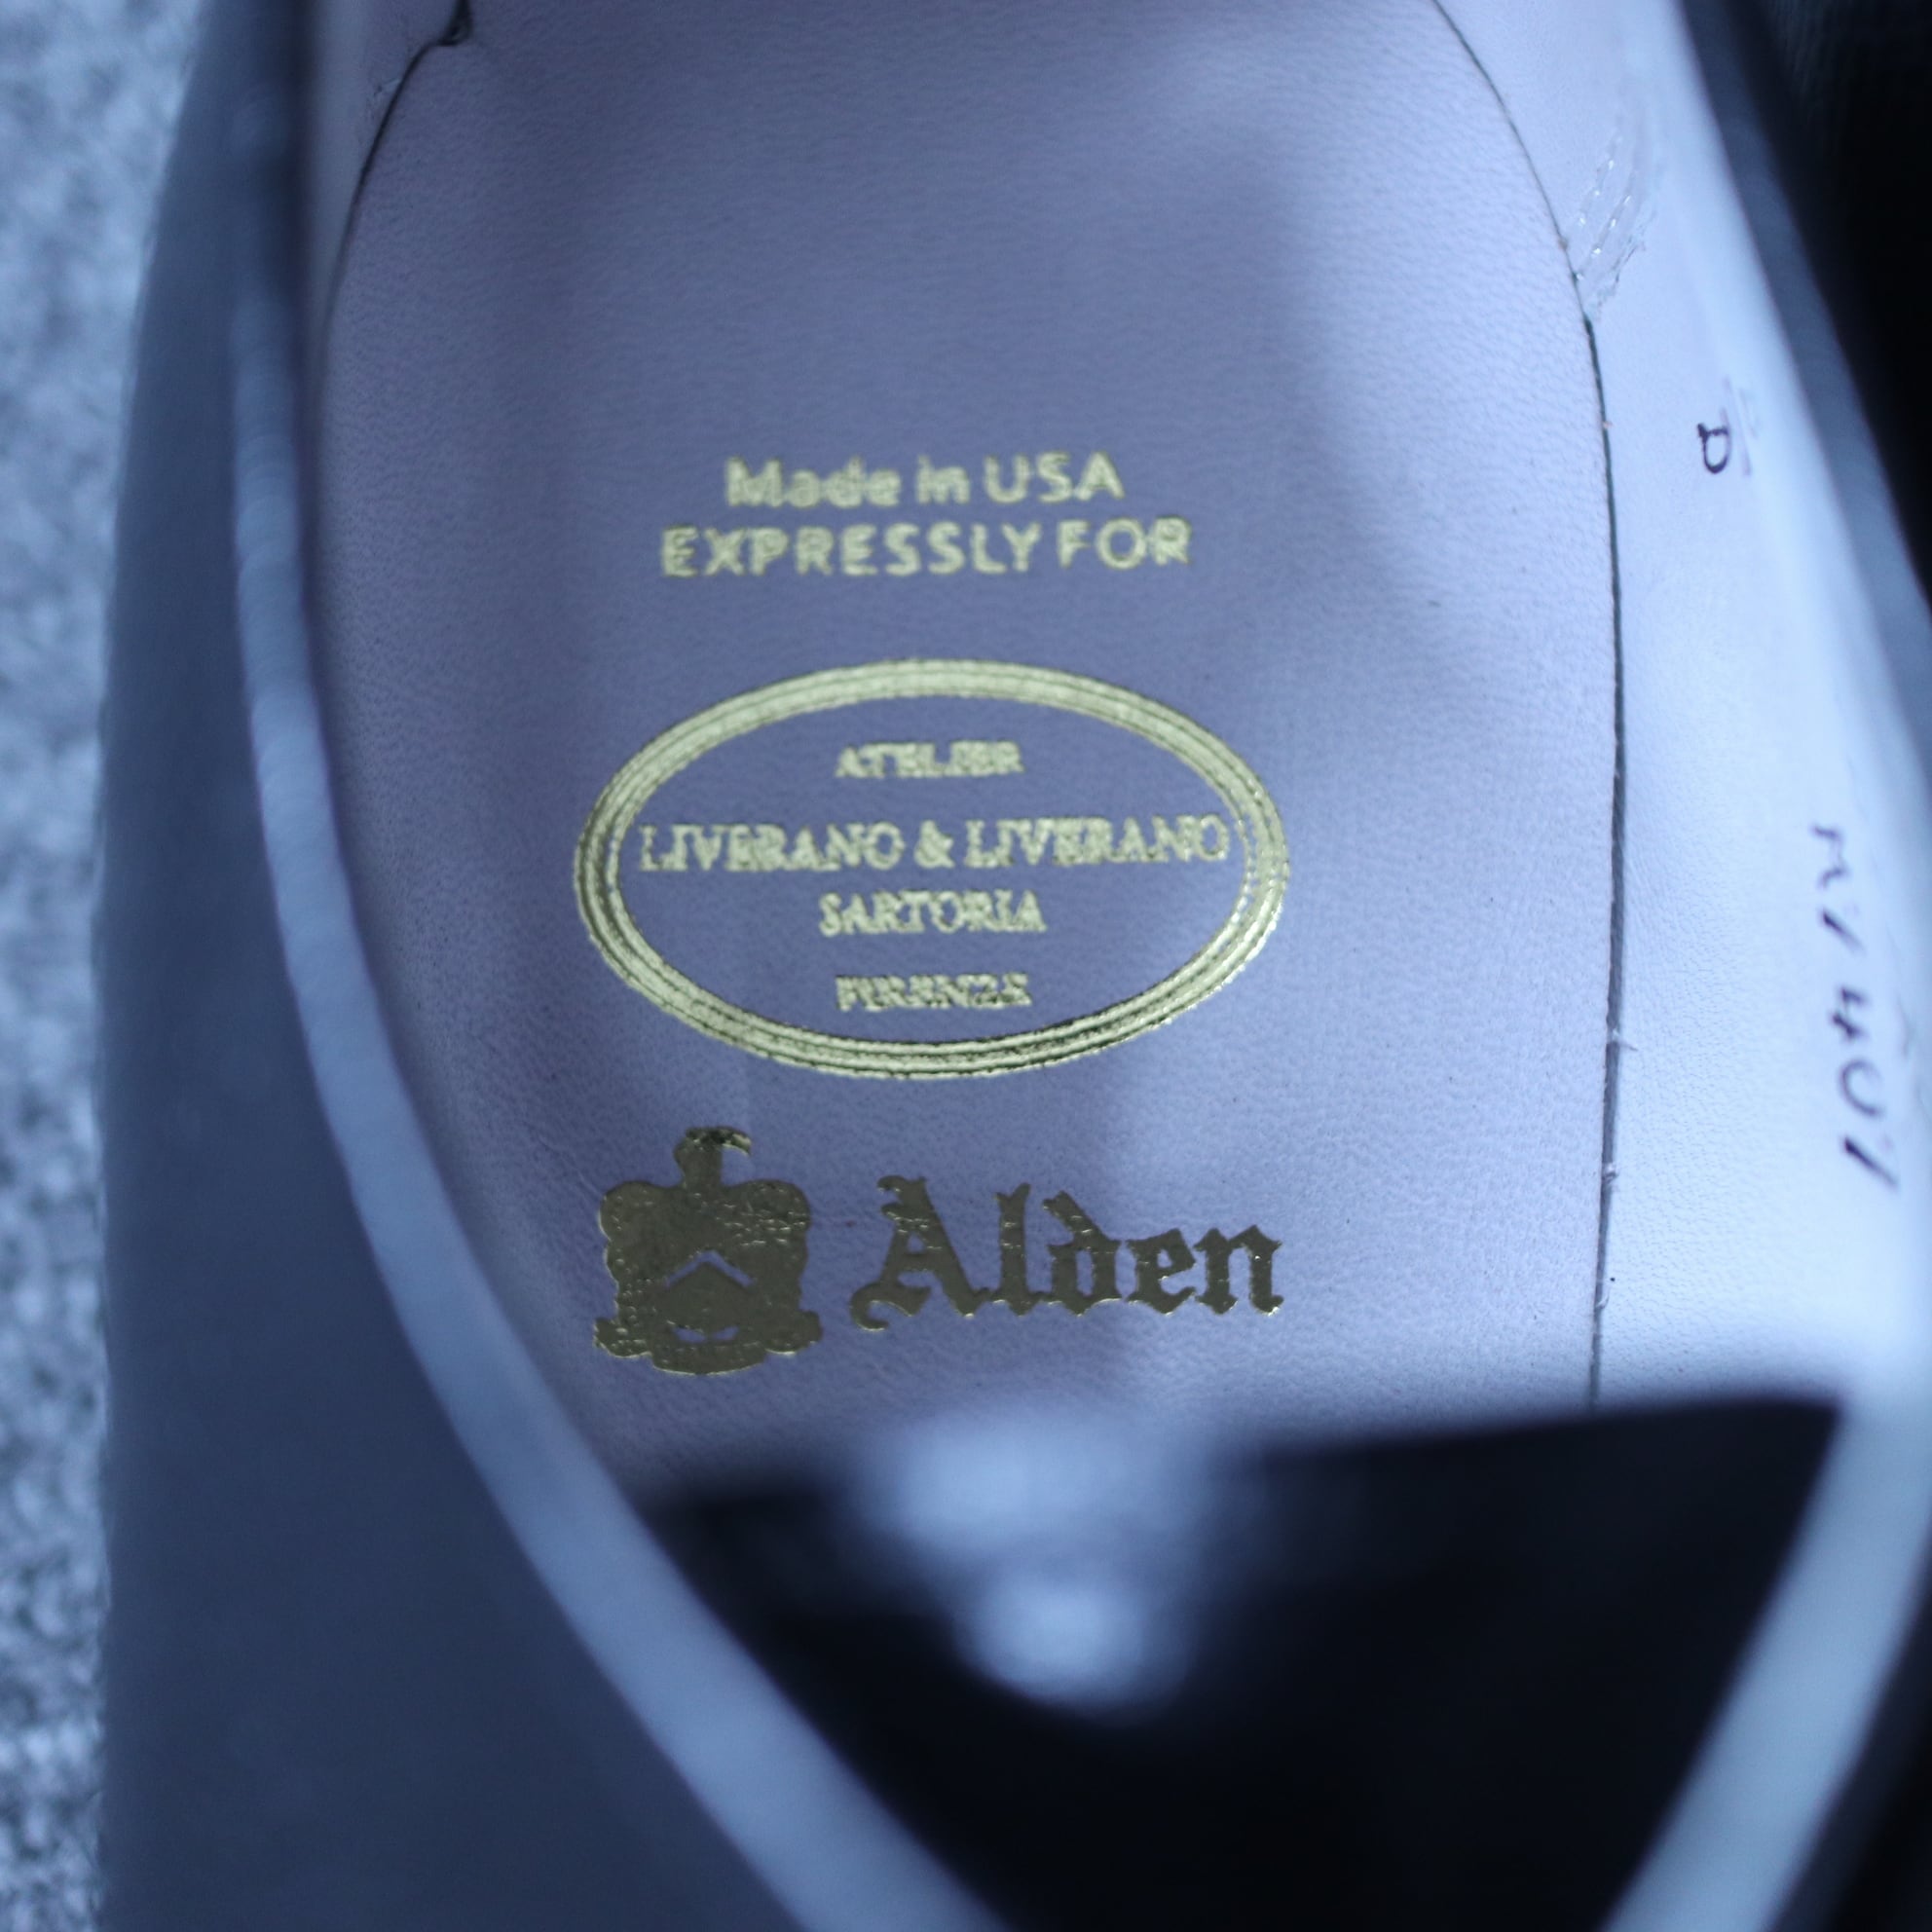 Made in USA
EXPRESSLY FOR
ATELIER
LIVERANO & LIVERANO
SARTORIA
FIRENZE
Alden
D